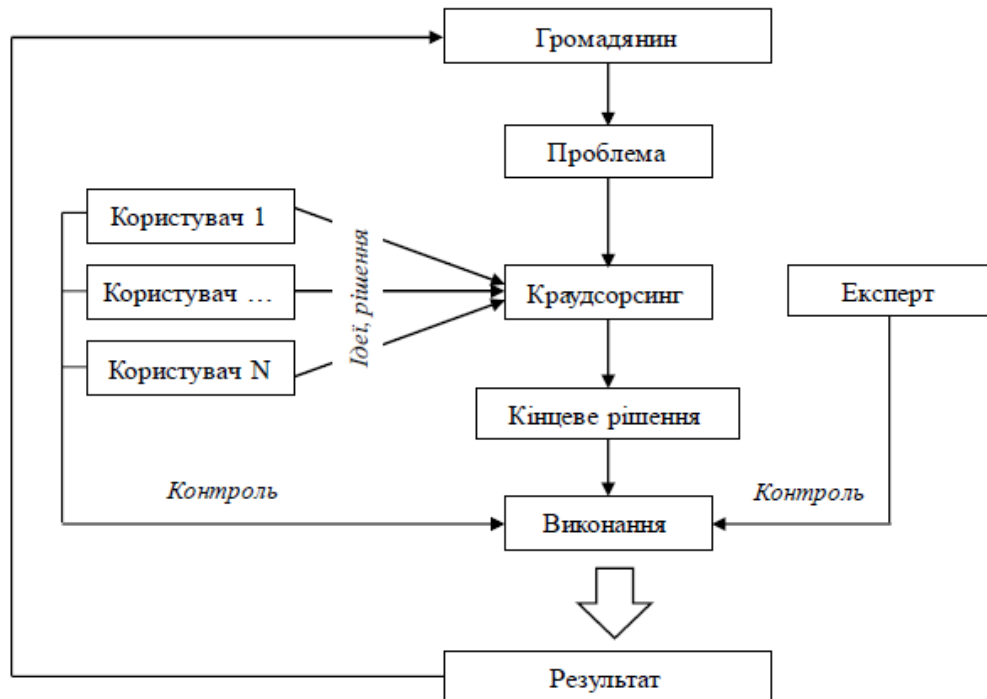 Громадянин
Проблема
Користувач 1
Користувач …
Користувач N
Ідеї, рішення
Краудсорсинг
Експерт
Кінцеве рішення
Контроль
Контроль
Виконання
Результат